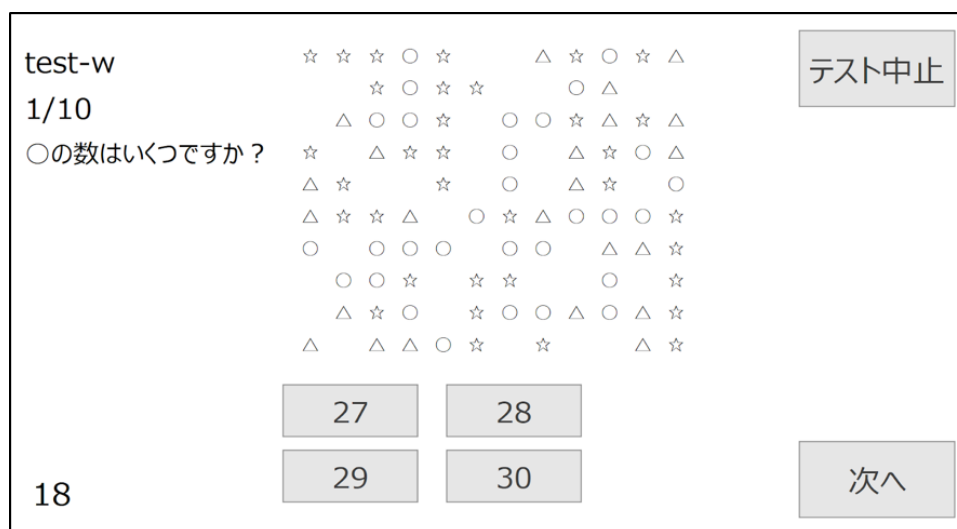 test-w
1/10
○の数はいくつですか？
☆ ☆ ☆ ○ ☆ △ ☆ ○ ☆ △
☆ ○ ☆ ☆ ○ △
△ ○ ○ ☆ ○ ○ ☆ △ ☆ △
☆ △ ☆ ☆ ○ △ ☆ ○ △
△ ☆ ☆ ○ △ ☆ ○
△ ☆ ☆ △ ○ ☆ △ ○ ○ ○ ☆
○ ○ ○ ○ ○ ○ △ △ ☆
○ ○ ☆ ☆ ☆ ○ ☆
△ ☆ ○ ☆ ○ ○ △ ○ △ ☆
△ △ △ ○ ☆ ☆ △ ☆
テスト中止
27
28
29
30
18
次へ